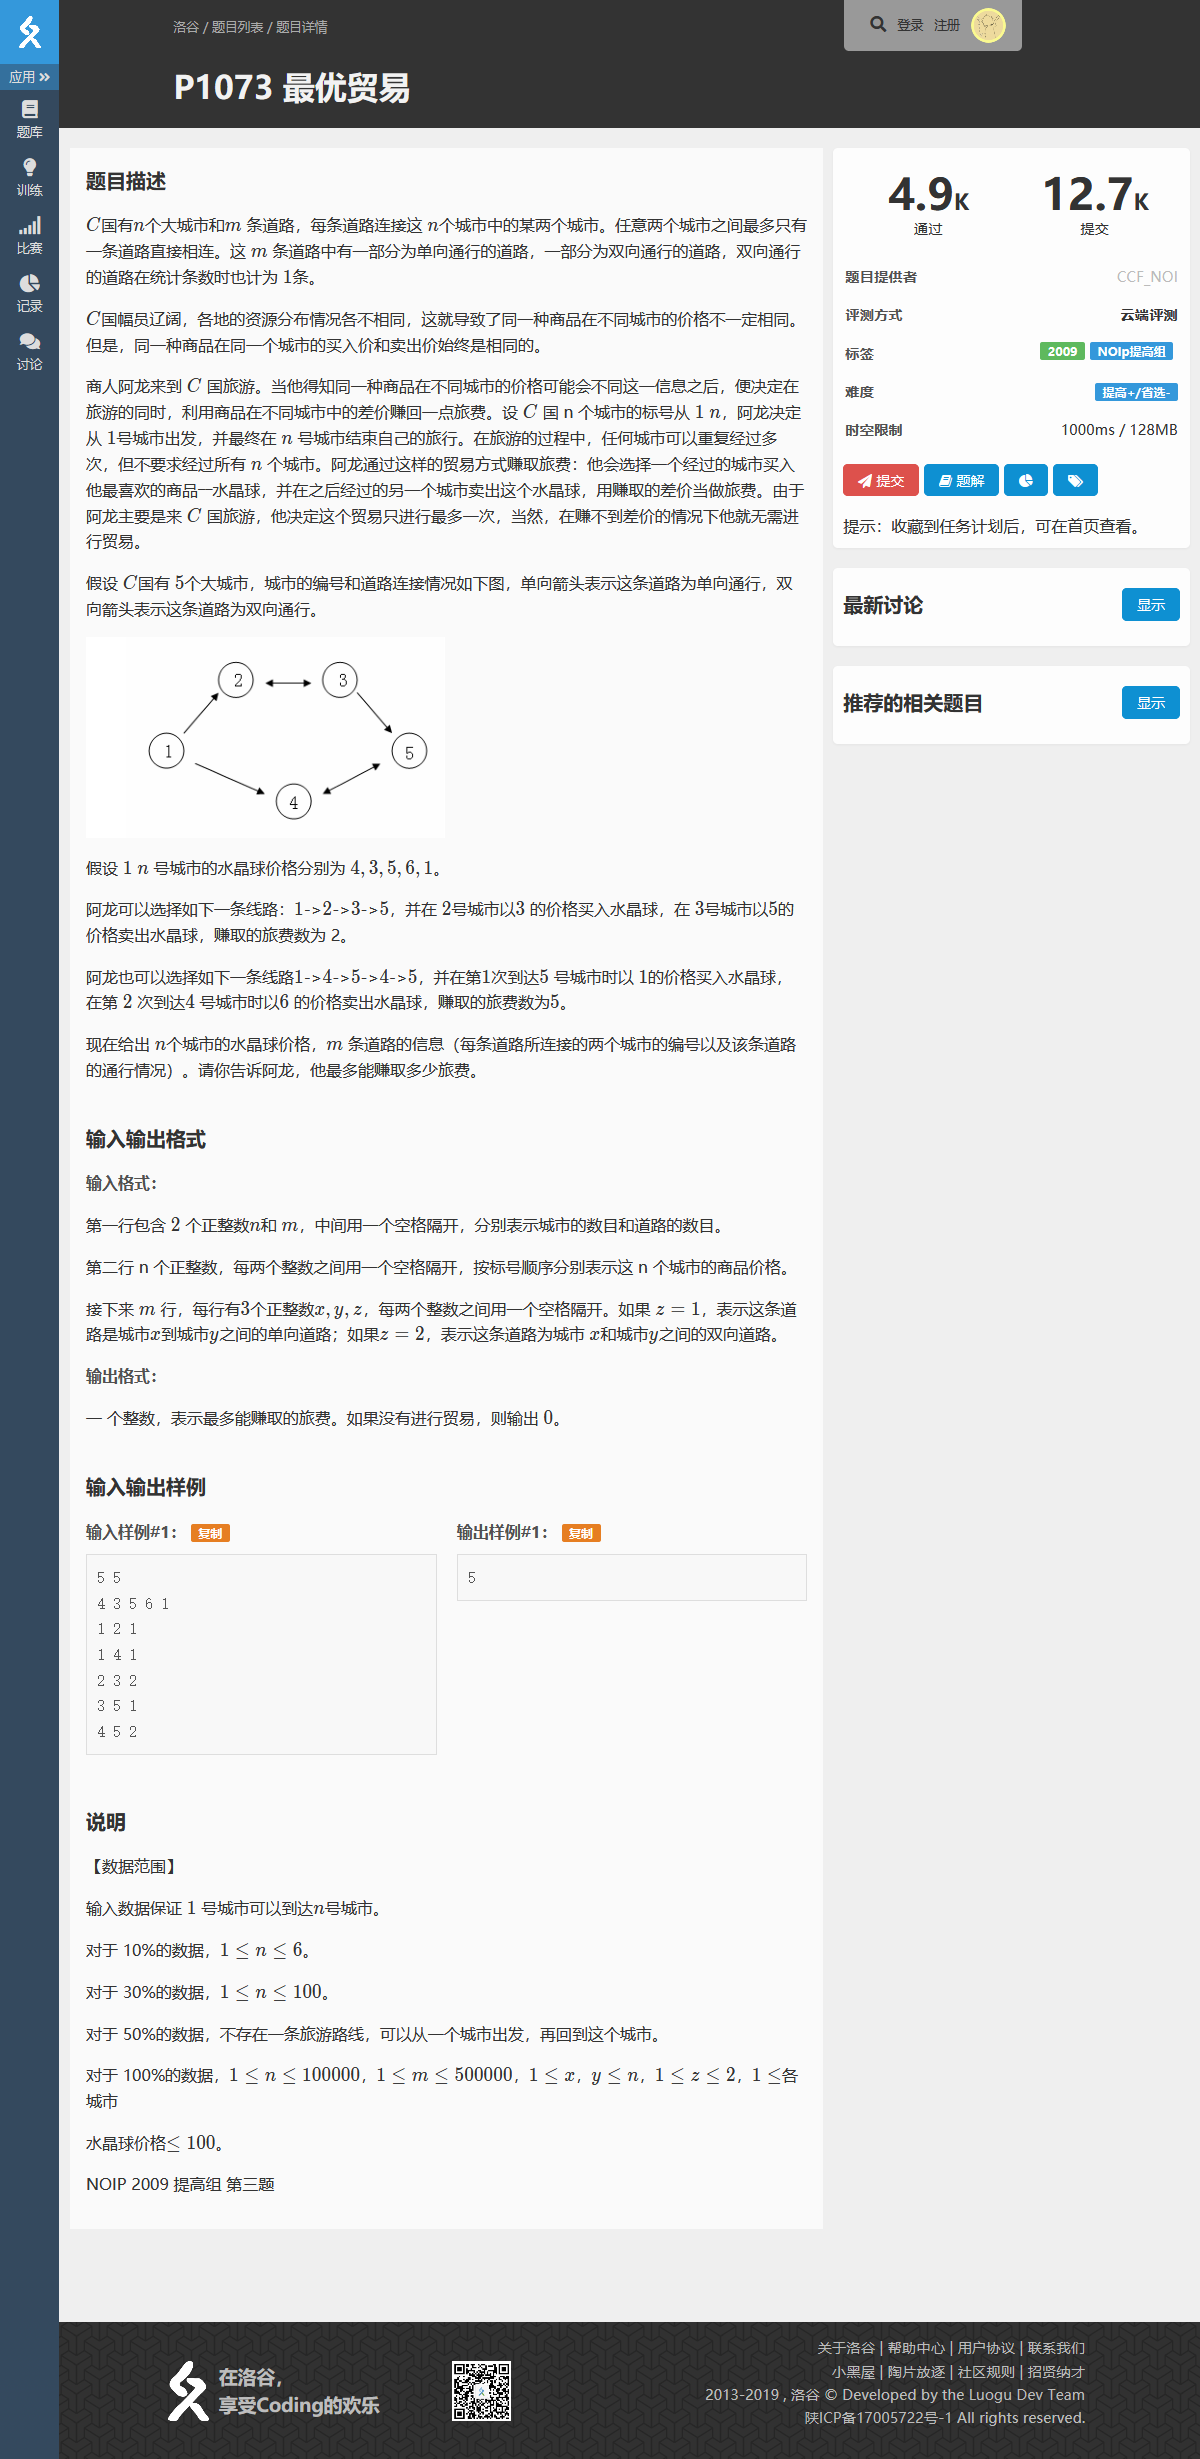 洛谷 / 题目列表 / 题目详情
登录 注册
P1073 最优贸易
应用
题库
训练
比赛
记录
讨论
题目描述
C国有n个大城市和m 条道路，每条道路连接这 n个城市中的某两个城市。任意两个城市之间最多只有
一条道路直接相连。这 m 条道路中有一部分为单向通行的道路，一部分为双向通行的道路，双向通行
的道路在统计条数时也计为 1条。
C国幅员辽阔，各地的资源分布情况各不相同，这就导致了同一种商品在不同城市的价格不一定相同。
但是，同一种商品在同一个城市的买入价和卖出价始终是相同的。
商人阿龙来到 C 国旅游。当他得知同一种商品在不同城市的价格可能会不同这一信息之后，便决定在
旅游的同时，利用商品在不同城市中的差价赚回一点旅费。设 C 国 n 个城市的标号从 1 n，阿龙决定
从 1号城市出发，并最终在 n 号城市结束自己的旅行。在旅游的过程中，任何城市可以重复经过多
次，但不要求经过所有 n 个城市。阿龙通过这样的贸易方式赚取旅费：他会选择一个经过的城市买入
他最喜欢的商品―水晶球，并在之后经过的另一个城市卖出这个水晶球，用赚取的差价当做旅费。由于
阿龙主要是来 C 国旅游，他决定这个贸易只进行最多一次，当然，在赚不到差价的情况下他就无需进
行贸易。
假设 C国有 5个大城市，城市的编号和道路连接情况如下图，单向箭头表示这条道路为单向通行，双
向箭头表示这条道路为双向通行。
2
3
1
5
4
假设 1 n 号城市的水晶球价格分别为 4,3,5,6,1。
阿龙可以选择如下一条线路：1->2->3->5，并在 2号城市以3 的价格买入水晶球，在 3号城市以5的
价格卖出水晶球，赚取的旅费数为 2。
阿龙也可以选择如下一条线路1->4->5->4->5，并在第1次到达5 号城市时以 1的价格买入水晶球，
在第 2 次到达4 号城市时以6 的价格卖出水晶球，赚取的旅费数为5。
现在给出 n个城市的水晶球价格，m 条道路的信息（每条道路所连接的两个城市的编号以及该条道路
的通行情况）。请你告诉阿龙，他最多能赚取多少旅费。
输入输出格式
输入格式：
第一行包含 2 个正整数n和 m，中间用一个空格隔开，分别表示城市的数目和道路的数目。
第二行 n 个正整数，每两个整数之间用一个空格隔开，按标号顺序分别表示这 n 个城市的商品价格。
接下来 m 行，每行有3个正整数x,y,z，每两个整数之间用一个空格隔开。如果 z = 1，表示这条道
路是城市x到城市y之间的单向道路；如果z = 2，表示这条道路为城市 x和城市y之间的双向道路。
输出格式：
一 个整数，表示最多能赚取的旅费。如果没有进行贸易，则输出 0。
输入输出样例
输入样例#1： 复制
5 5
4 3 5 6 1
1 2 1
1 4 1
2 3 2
3 5 1
4 5 2
输出样例#1： 复制
5
说明
【数据范围】
输入数据保证 1 号城市可以到达n号城市。
对于 10%的数据，1 ≤ n ≤ 6。
对于 30%的数据，1 ≤ n ≤ 100。
对于 50%的数据，不存在一条旅游路线，可以从一个城市出发，再回到这个城市。
对于 100%的数据，1 ≤ n ≤ 100000，1 ≤ m ≤ 500000，1 ≤ x，y ≤ n，1 ≤ z ≤ 2，1 ≤各
城市
水晶球价格≤ 100。
NOIP 2009 提高组 第三题
4.9K 12.7K
通过 提交
题目提供者 CCF_NOI
评测方式 云端评测
标签 2009 NOIp提高组
难度 提高+/省选-
时空限制 1000ms / 128MB
提交 题解
提示：收藏到任务计划后，可在首页查看。
最新讨论 显示
推荐的相关题目 显示
在洛谷，
享受Coding的欢乐
关于洛谷 | 帮助中心 | 用户协议 | 联系我们
小黑屋 | 陶片放逐 | 社区规则 | 招贤纳才
2013-2019 , 洛谷 © Developed by the Luogu Dev Team
陕ICP备17005722号-1 All rights reserved.